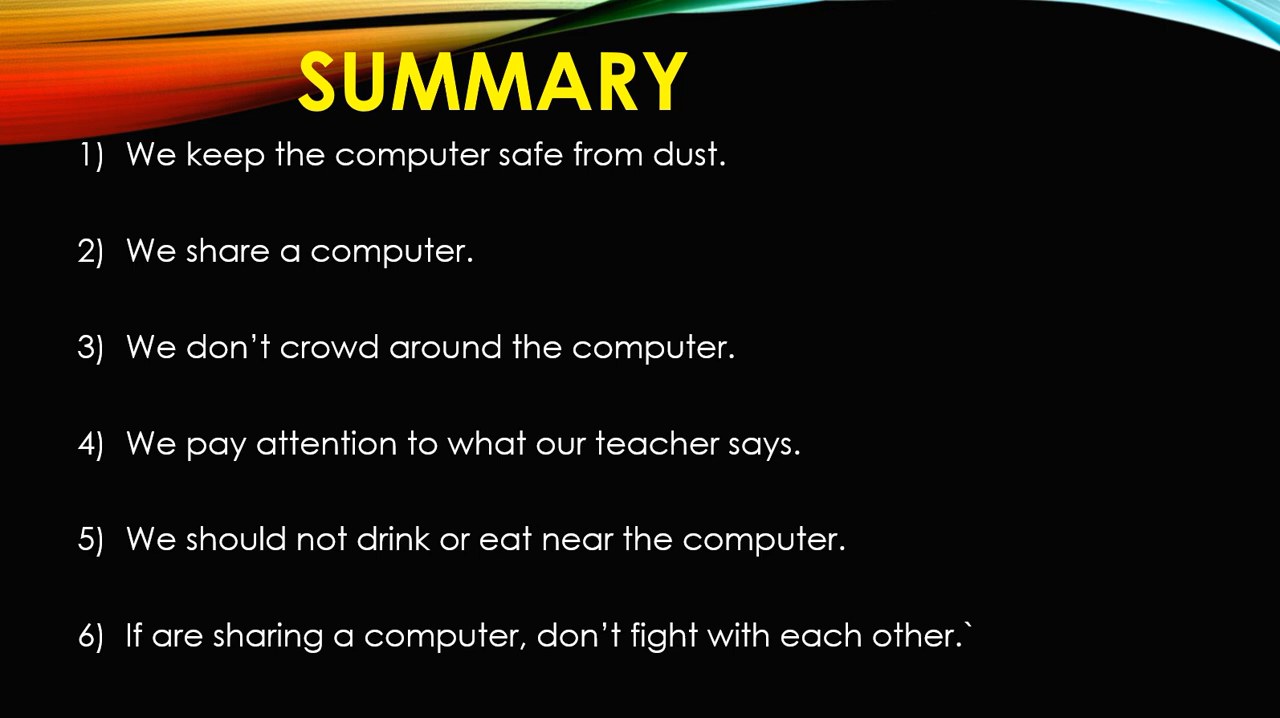 SUMMARY
1) We keep the computer safe from dust.
2) We share a computer.
3) We don’t crowd around the computer.
4) We pay attention to what our teacher says.
5) We should not drink or eat near the computer.
6) If are sharing a computer, don’t fight with each other.`